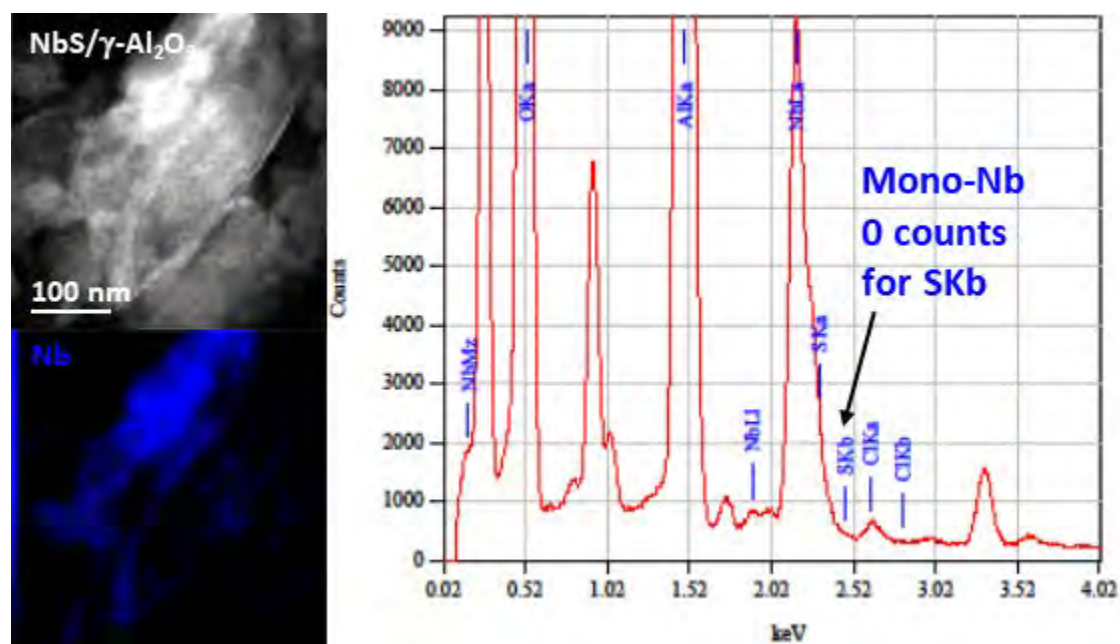 NbS/γ-Al₂O₃
100 nm
Nb
9000
8000
7000
6000
5000
4000
3000
2000
1000
0
Counts
NbMz
OKa
AlKa
NbLl
NbLa
SKa
SKb
ClKa
ClKb
Mono-Nb
0 counts
for SKb
0.02 0.52 1.02 1.52 2.02 2.52 3.02 3.52 4.02
keV